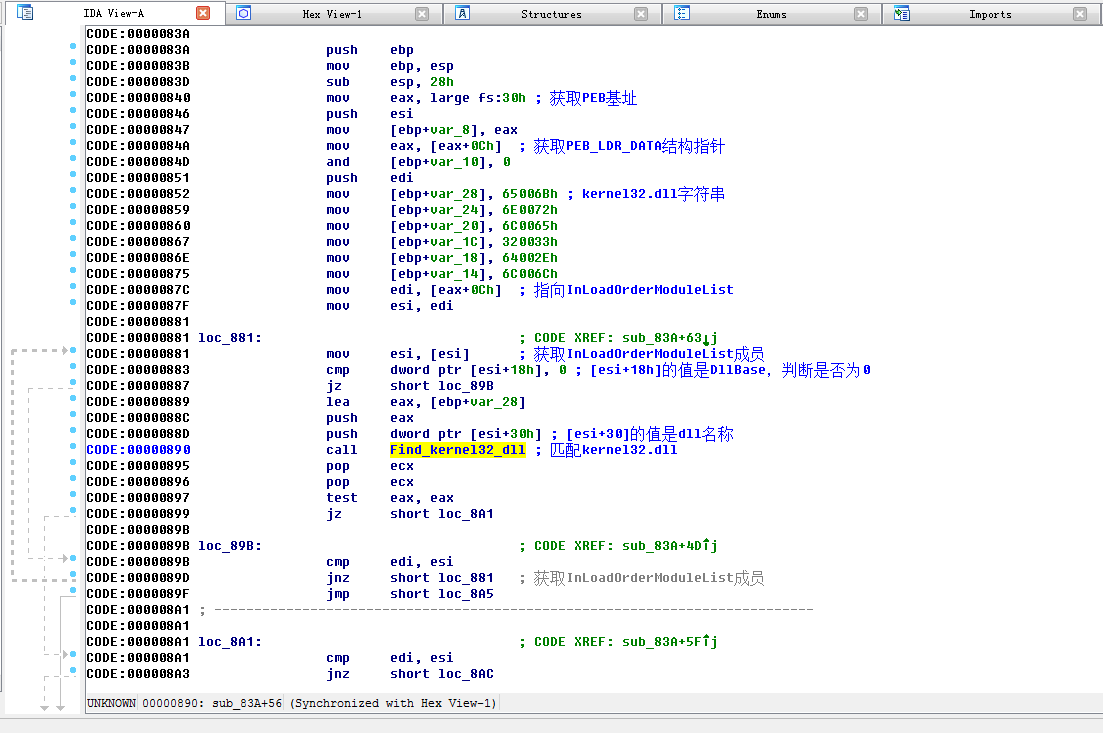 IDA View-A Hex View-1 Structures Enums Imports
CODE:0000083A
CODE:0000083A push ebp
CODE:0000083B mov ebp, esp
CODE:0000083D sub esp, 28h
CODE:00000840 mov eax, large fs:30h ; 获取PEB基址
CODE:00000846 push esi
CODE:00000847 mov [ebp+var_8], eax
CODE:0000084A mov eax, [eax+0Ch] ; 获取PEB_LDR_DATA结构指针
CODE:0000084D and [ebp+var_10], 0
CODE:00000851 push edi
CODE:00000852 mov [ebp+var_28], 65006Bh ; kernel32.dll字符串
CODE:00000859 mov [ebp+var_24], 6E0072h
CODE:00000860 mov [ebp+var_20], 6C0065h
CODE:00000867 mov [ebp+var_1C], 320033h
CODE:0000086E mov [ebp+var_18], 64002Eh
CODE:00000875 mov [ebp+var_14], 6C006Ch
CODE:0000087C mov edi, [eax+0Ch] ; 指向InLoadOrderModuleList
CODE:0000087F mov esi, edi
CODE:00000881
CODE:00000881 loc_881: ; CODE XREF: sub_83A+63↓j
CODE:00000881 mov esi, [esi] ; 获取InLoadOrderModuleList成员
CODE:00000883 cmp dword ptr [esi+18h], 0 ; [esi+18h]的值是DllBase，判断是否为0
CODE:00000887 jz short loc_89B
CODE:00000889 lea eax, [ebp+var_28]
CODE:0000088C push eax
CODE:0000088D push dword ptr [esi+30h] ; [esi+30]的值是dll名称
CODE:00000890 call Find_kernel32_dll ; 匹配kernel32.dll
CODE:00000895 pop ecx
CODE:00000896 pop ecx
CODE:00000897 test eax, eax
CODE:00000899 jz short loc_8A1
CODE:0000089B
CODE:0000089B loc_89B: ; CODE XREF: sub_83A+4D↑j
CODE:0000089B cmp edi, esi
CODE:0000089D jnz short loc_881 ; 获取InLoadOrderModuleList成员
CODE:0000089F jmp short loc_8A5
CODE:000008A1 ; ---------------------------------------------------------------------------
CODE:000008A1
CODE:000008A1 loc_8A1: ; CODE XREF: sub_83A+5F↑j
CODE:000008A1 cmp edi, esi
CODE:000008A3 jnz short loc_8AC
UNKNOWN 00000890: sub_83A+56 (Synchronized with Hex View-1)